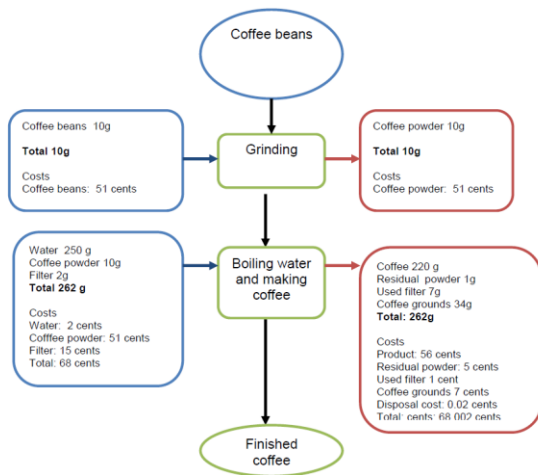 Coffee beans
Coffee beans 10g
Total 10g
Costs
Coffee beans: 51 cents
Grinding
Coffee powder 10g
Total 10g
Costs
Coffee powder: 51 cents
Water 250 g
Coffee powder 10g
Filter 2g
Total 262 g
Costs
Water: 2 cents
Cofffee powder: 51 cents
Filter: 15 cents
Total: 68 cents
Boiling water
and making
coffee
Coffee 220 g
Residual powder 1g
Used filter 7g
Coffee grounds 34g
Total: 262g
Costs
Product: 56 cents
Residual powder: 5 cents
Used filter 1 cent
Coffee grounds 7 cents
Disposal cost: 0.02 cents
Total: cents: 68.002 cents
Finished
coffee